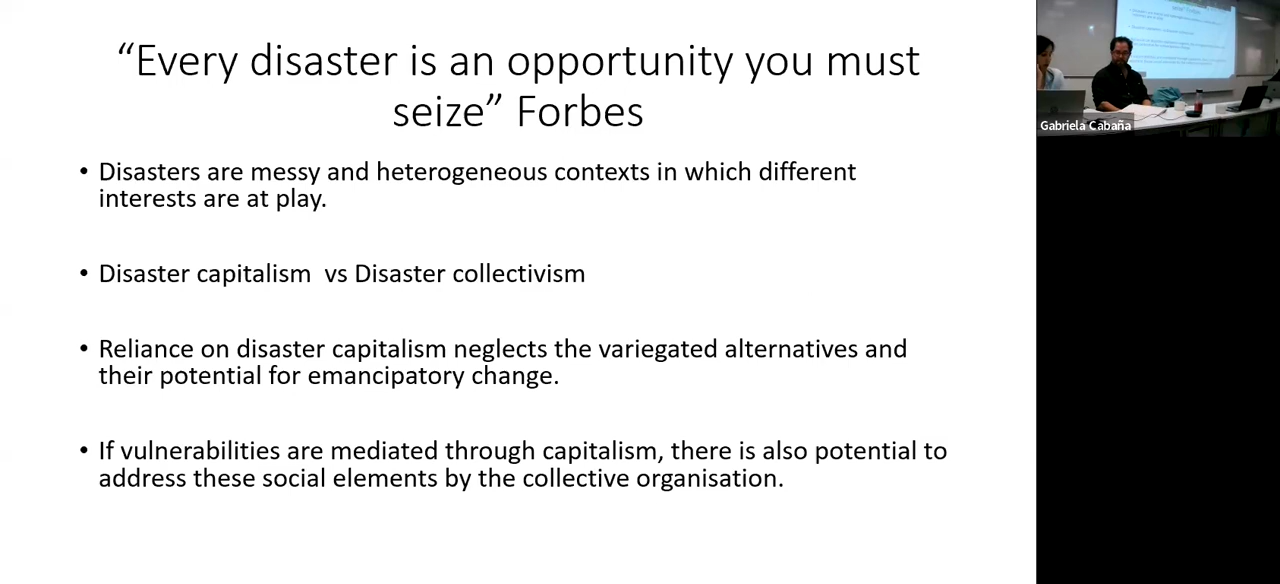 “Every disaster is an opportunity you must
seize” Forbes
• Disasters are messy and heterogeneous contexts in which different
interests are at play.
• Disaster capitalism  vs Disaster collectivism
• Reliance on disaster capitalism neglects the variegated alternatives and
their potential for emancipatory change.
• If vulnerabilities are mediated through capitalism, there is also potential to
address these social elements by the collective organisation.
Gabriela Cabaña